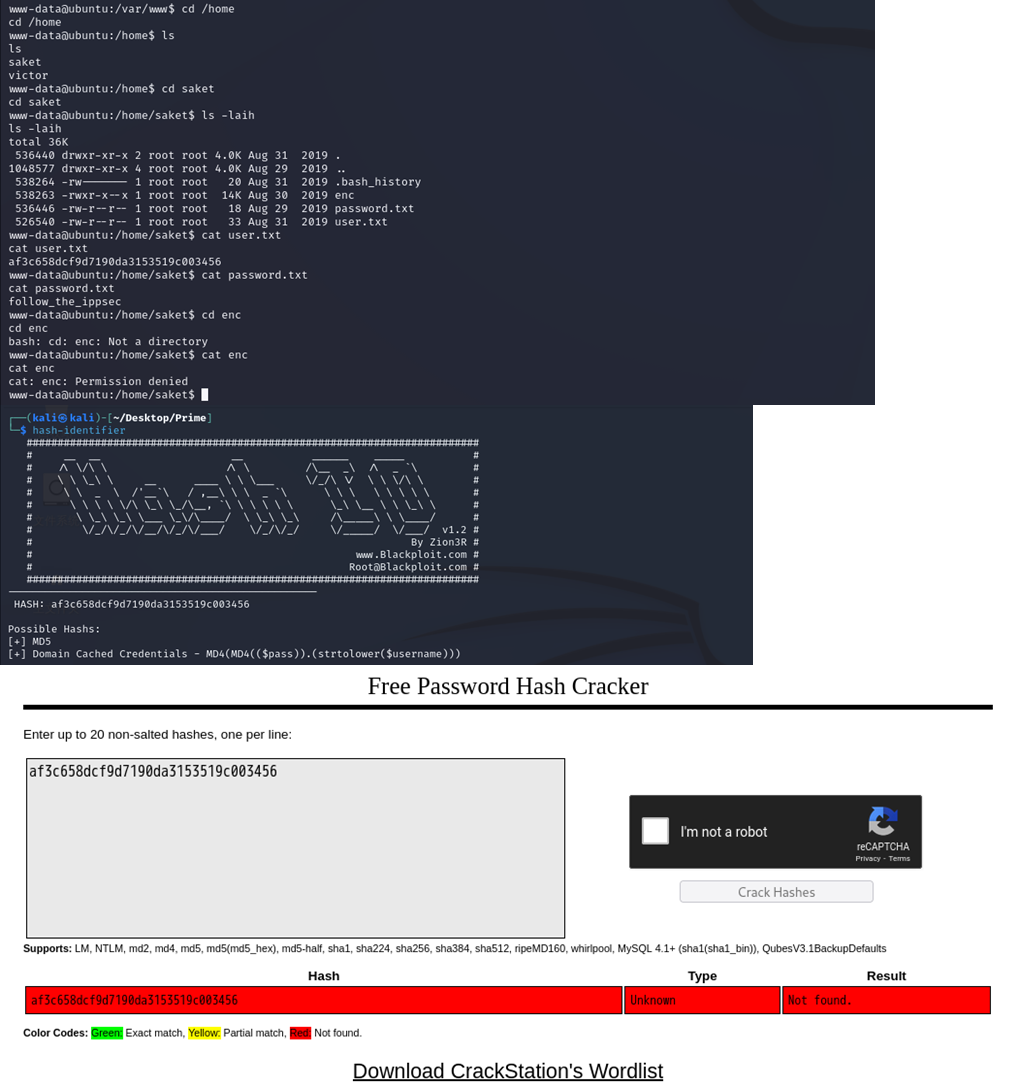 www-data@ubuntu:/var/www$ cd /home
cd /home
www-data@ubuntu:/home$ ls
ls
saket
victor
www-data@ubuntu:/home$ cd saket
cd saket
www-data@ubuntu:/home/saket$ ls -laih
ls -laih
total 36K
536440 drwxr-xr-x 2 root root 4.0K Aug 31 2019 .
1048577 drwxr-xr-x 4 root root 4.0K Aug 29 2019 ..
538264 -rw------- 1 root root 20 Aug 31 2019 .bash_history
538263 -rwxr-x--x 1 root root 14K Aug 30 2019 enc
536446 -rw-r--r-- 1 root root 18 Aug 29 2019 password.txt
526540 -rw-r--r-- 1 root root 33 Aug 31 2019 user.txt
www-data@ubuntu:/home/saket$ cat user.txt
cat user.txt
af3c658dcf9d7190da3153519c003456
www-data@ubuntu:/home/saket$ cat password.txt
cat password.txt
follow_the_ippsec
www-data@ubuntu:/home/saket$ cd enc
cd enc
bash: cd: enc: Not a directory
www-data@ubuntu:/home/saket$ cat enc
cat enc
cat: enc: Permission denied
www-data@ubuntu:/home/saket$
(kali㉿kali)-[~/Desktop/Prime]
$ hash-identifier
v1.2 #
# By Zion3R #
# www.Blackploit.com #
# Root@Blackploit.com #
HASH: af3c658dcf9d7190da3153519c003456
Possible Hashs:
[+] MD5
[+] Domain Cached Credentials - MD4(MD4(($pass)).(strtolower($username)))
Free Password Hash Cracker
Enter up to 20 non-salted hashes, one per line:
af3c658dcf9d7190da3153519c003456
I'm not a robot
reCAPTCHA
Privacy - Terms
Crack Hashes
Supports: LM, NTLM, md2, md4, md5, md5(md5_hex), md5-half, sha1, sha224, sha256, sha384, sha512, ripeMD160, whirlpool, MySQL 4.1+ (sha1(sha1_bin)), QubesV3.1BackupDefaults
Hash Type Result
af3c658dcf9d7190da3153519c003456 Unknown Not found.
Color Codes: Green: Exact match, Yellow: Partial match, Red: Not found.
Download CrackStation's Wordlist